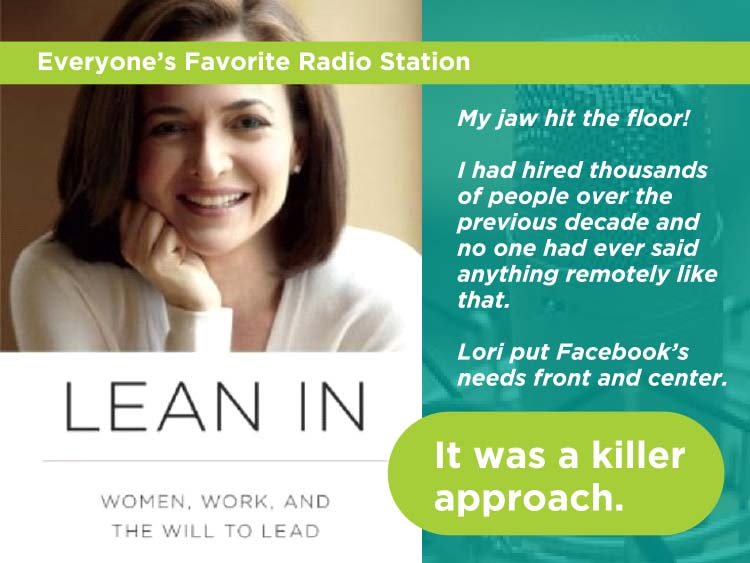 Everyone's Favorite Radio Station
My jaw hit the floor!
I had hired thousands
of people over the
previous decade and
no one had ever said
anything remotely like
that.
Lori put Facebook's
needs front and center.
It was a killer
approach.
LEAN IN
WOMEN, WORK, AND
THE WILL TO LEAD